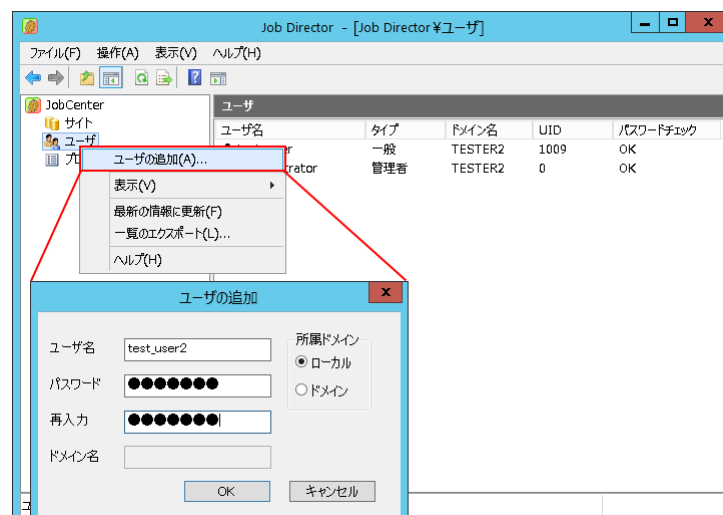 Job Director - [Job Director¥ユーザ]
ファイル(F) 操作(A) 表示(V) ヘルプ(H)
JobCenter
サイト
ユーザ
ユーザ
ユーザ名 タイプ ドメイン名 UID パスワードチェック
一般 TESTER2 1009 OK
管理者 TESTER2 0 OK
ユーザの追加(A)...
表示(V)
最新の情報に更新(F)
一覧のエクスポート(L)...
ヘルプ(H)
ユーザの追加
ユーザ名 test_user2
パスワード ●●●●●●●
再入力 ●●●●●●●
ドメイン名
所属ドメイン
ローカル
ドメイン
OK キャンセル